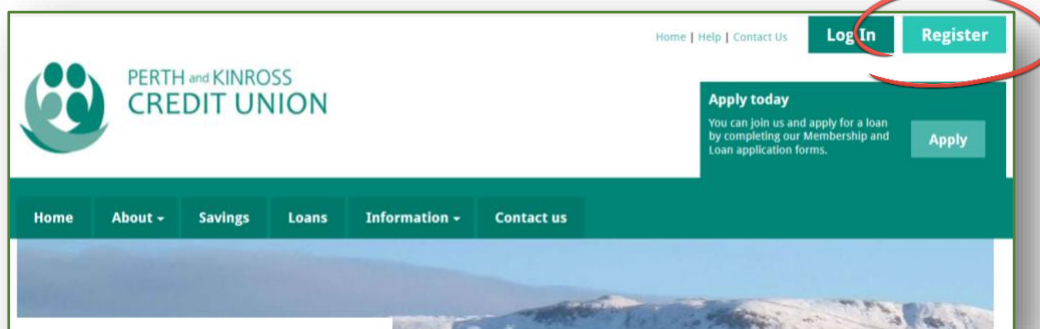 Home | Help | Contact Us
Log In
Register
PERTH and KINROSS
CREDIT UNION
Apply today
You can join us and apply for a loan
by completing our Membership and
Loan application forms.
Apply
Home About Savings Loans Information Contact us